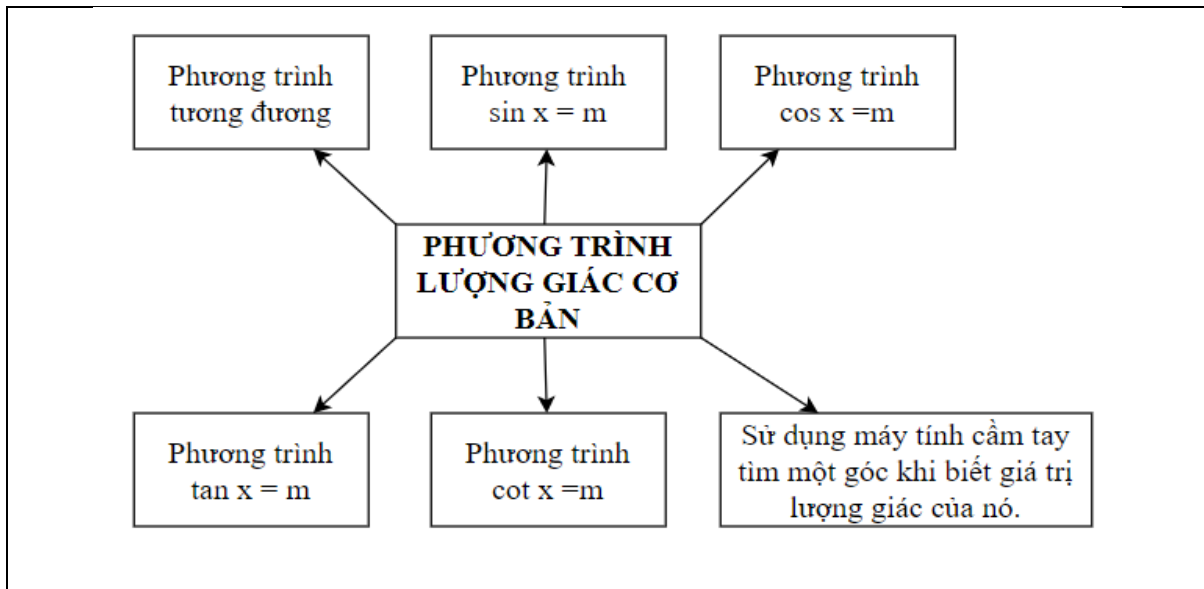 Phương trình
tương đương
Phương trình
sin x = m
Phương trình
cos x =m
PHƯƠNG TRÌNH
LƯỢNG GIÁC CƠ
BẢN
Phương trình
tan x = m
Phương trình
cot x =m
Sử dụng máy tính cầm tay
tìm một góc khi biết giá trị
lượng giác của nó.